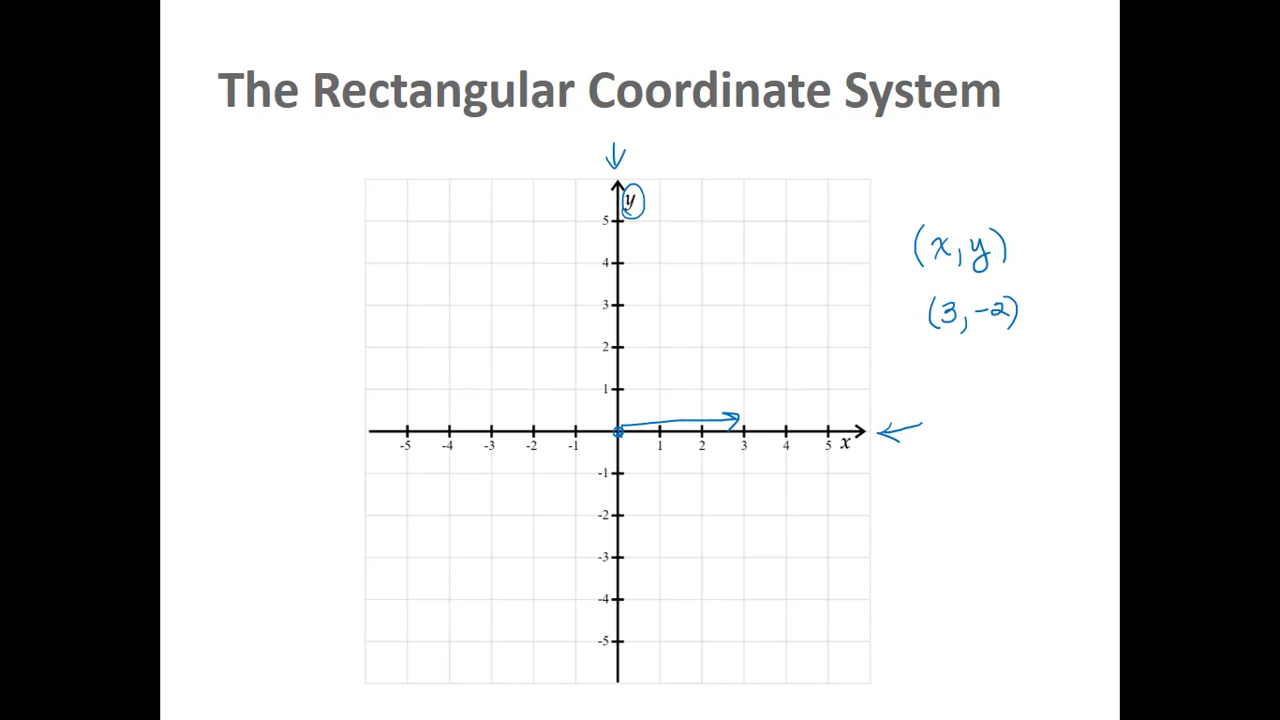 The Rectangular Coordinate System
y
(x, y)
(3, -2)
5
4
3
2
1
-5 -4 -3 -2 -1 1 2 3 4 5 x
-1
-2
-3
-4
-5